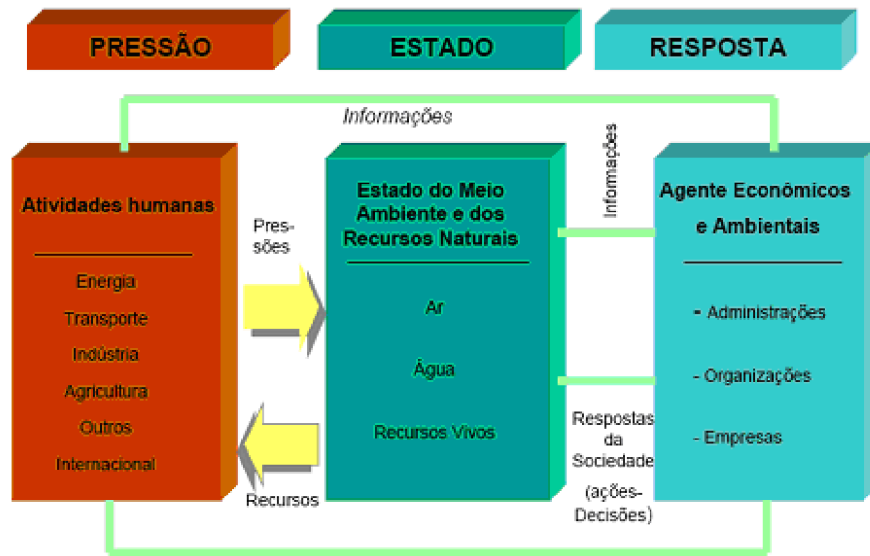 PRESSÃO
ESTADO
RESPOSTA
Informações
Atividades humanas
Energia
Transporte
Indústria
Agricultura
Outros
Internacional
Pres-
sões
Recursos
Estado do Meio
Ambiente e dos
Recursos Naturais
Ar
Água
Recursos Vivos
Informações
Respostas
da
Sociedade
(ações-
Decisões)
Agente Econômicos
e Ambientais
- Administrações
- Organizações
- Empresas